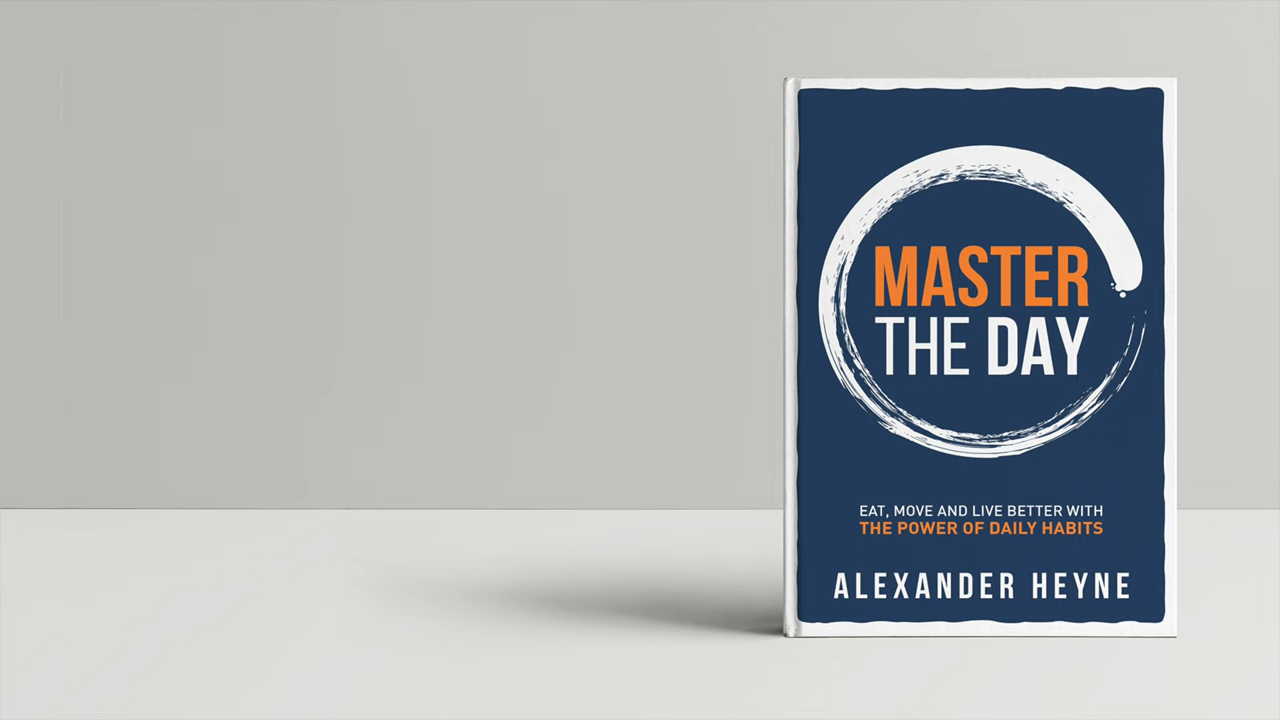 MASTER
THE DAY
EAT, MOVE AND LIVE BETTER WITH
THE POWER OF DAILY HABITS
ALEXANDER HEYNE